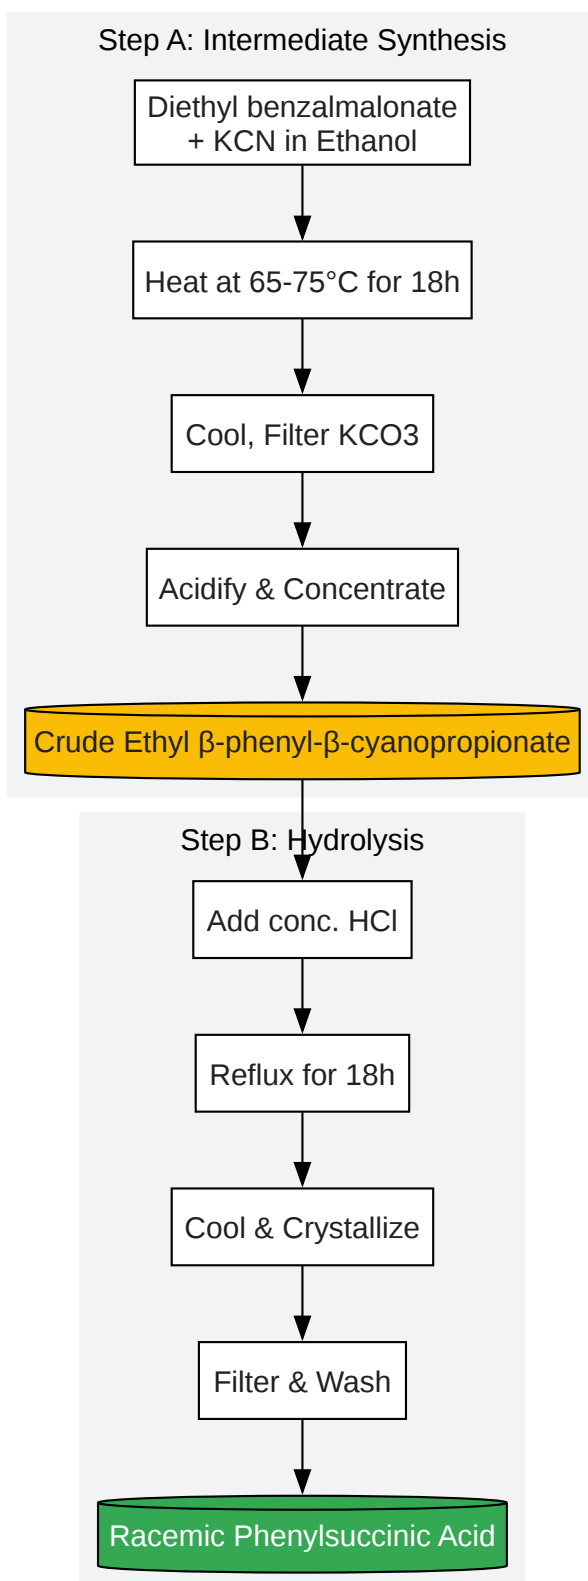 Step A: Intermediate Synthesis
Diethyl benzalmalonate
+ KCN in Ethanol
Heat at 65-75°C for 18h
Cool, Filter KCO3
Acidify & Concentrate
Crude Ethyl β-phenyl-β-cyanopropionate
Step B: Hydrolysis
Add conc. HCl
Reflux for 18h
Cool & Crystallize
Filter & Wash
Racemic Phenylsuccinic Acid